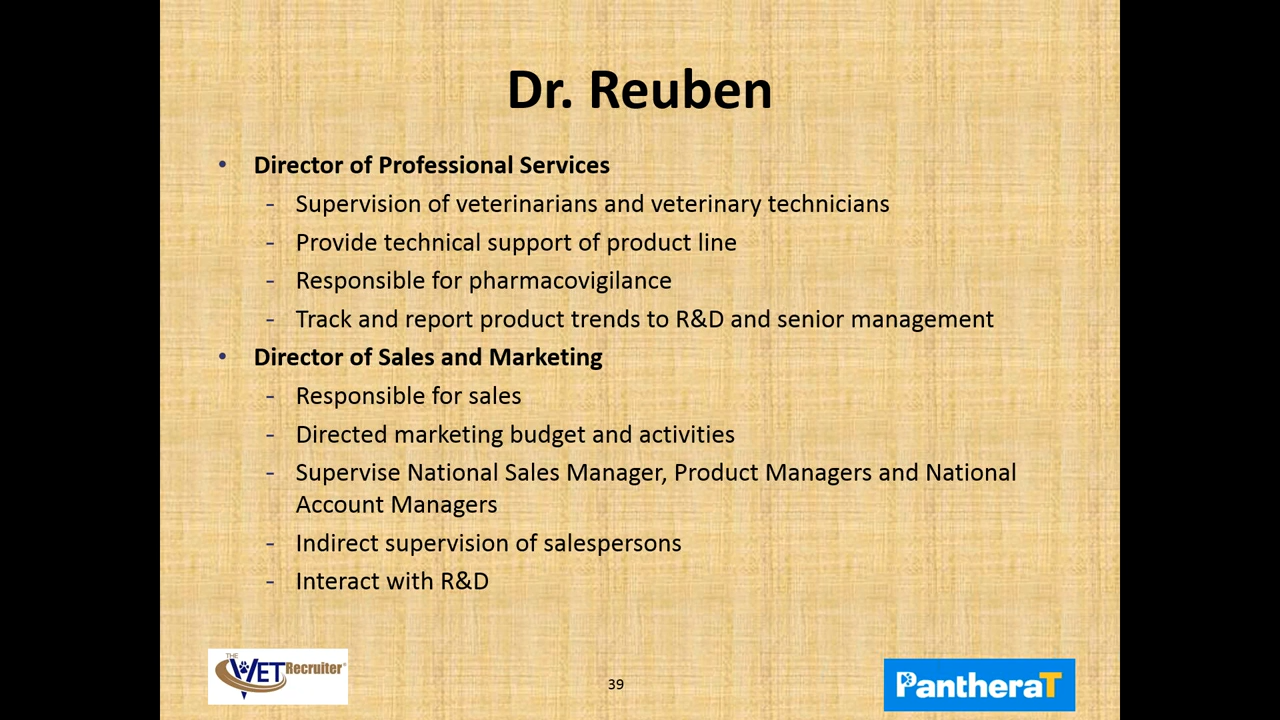 Dr. Reuben
• Director of Professional Services
- Supervision of veterinarians and veterinary technicians
- Provide technical support of product line
- Responsible for pharmacovigilance
- Track and report product trends to R&D and senior management
• Director of Sales and Marketing
- Responsible for sales
- Directed marketing budget and activities
- Supervise National Sales Manager, Product Managers and National
Account Managers
- Indirect supervision of salespersons
- Interact with R&D
THE
VET Recruiter®
39
PantheraT